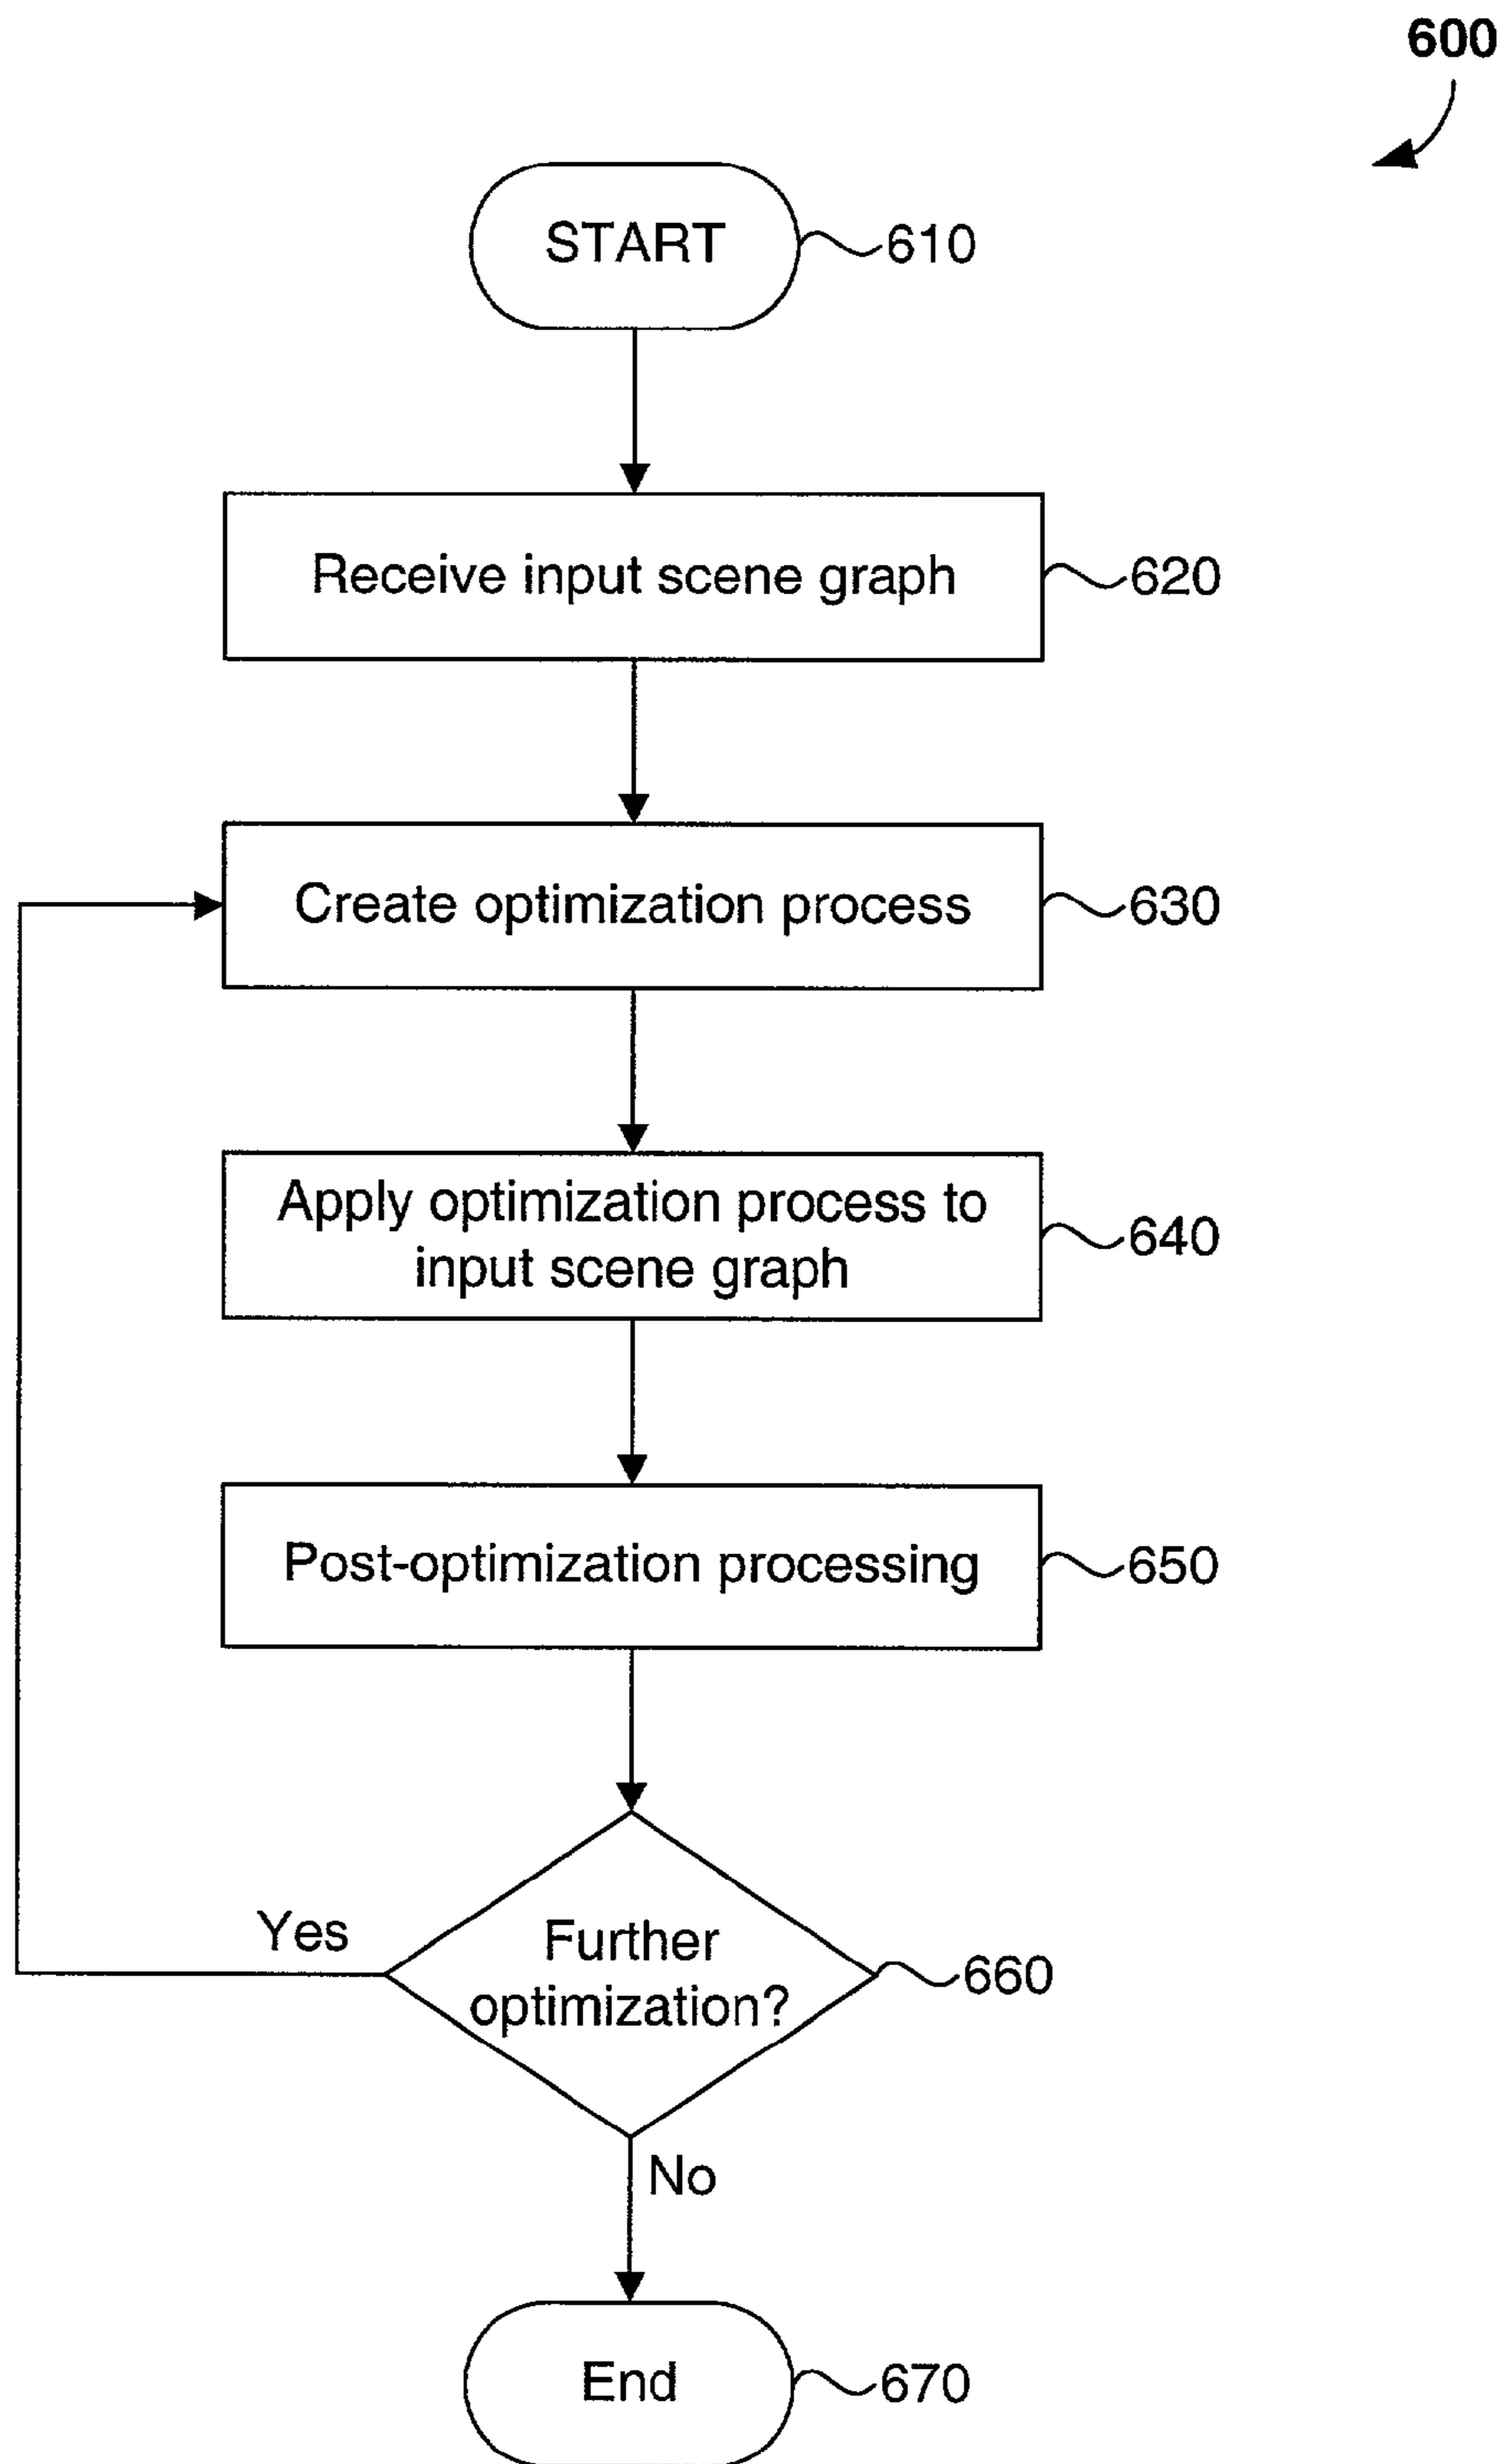 600
START
610
Receive input scene graph
620
Create optimization process
630
Apply optimization process to
input scene graph
640
Post-optimization processing
650
Yes
Further
optimization?
660
No
End
670